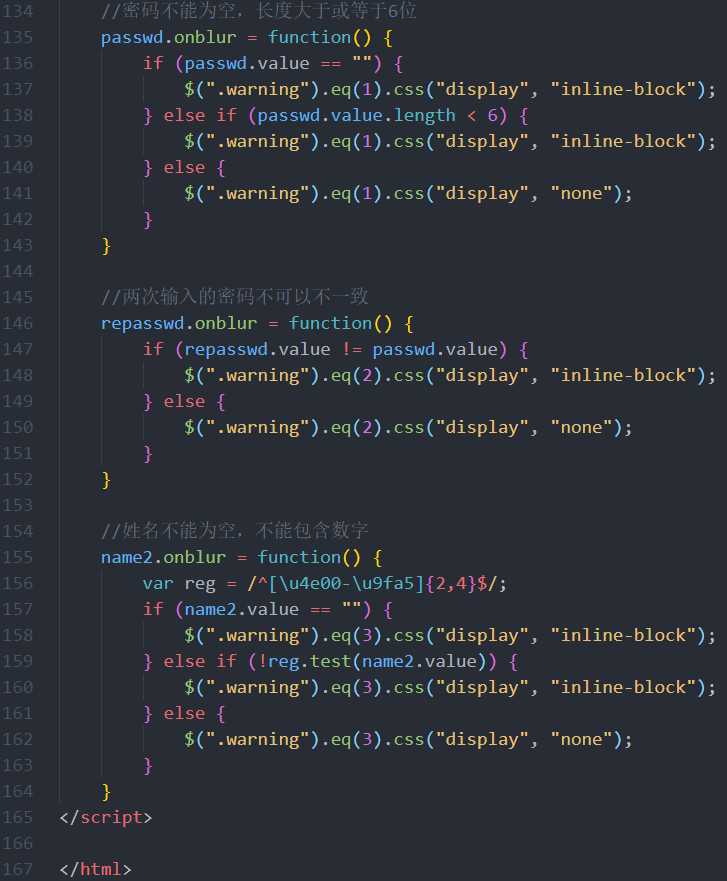 134 //密码不能为空，长度大于或等于6位
135 passwd.onblur = function() {
136 if (passwd.value == "") {
137 $(".warning").eq(1).css("display", "inline-block");
138 } else if (passwd.value.length < 6) {
139 $(".warning").eq(1).css("display", "inline-block");
140 } else {
141 $(".warning").eq(1).css("display", "none");
142 }
143 }
144
145 //两次输入的密码不可以不一致
146 repasswd.onblur = function() {
147 if (repasswd.value != passwd.value) {
148 $(".warning").eq(2).css("display", "inline-block");
149 } else {
150 $(".warning").eq(2).css("display", "none");
151 }
152 }
153
154 //姓名不能为空，不能包含数字
155 name2.onblur = function() {
156 var reg = /^[\u4e00-\u9fa5]{2,4}$/;
157 if (name2.value == "") {
158 $(".warning").eq(3).css("display", "inline-block");
159 } else if (!reg.test(name2.value)) {
160 $(".warning").eq(3).css("display", "inline-block");
161 } else {
162 $(".warning").eq(3).css("display", "none");
163 }
164 }
165 </script>
166
167 </html>